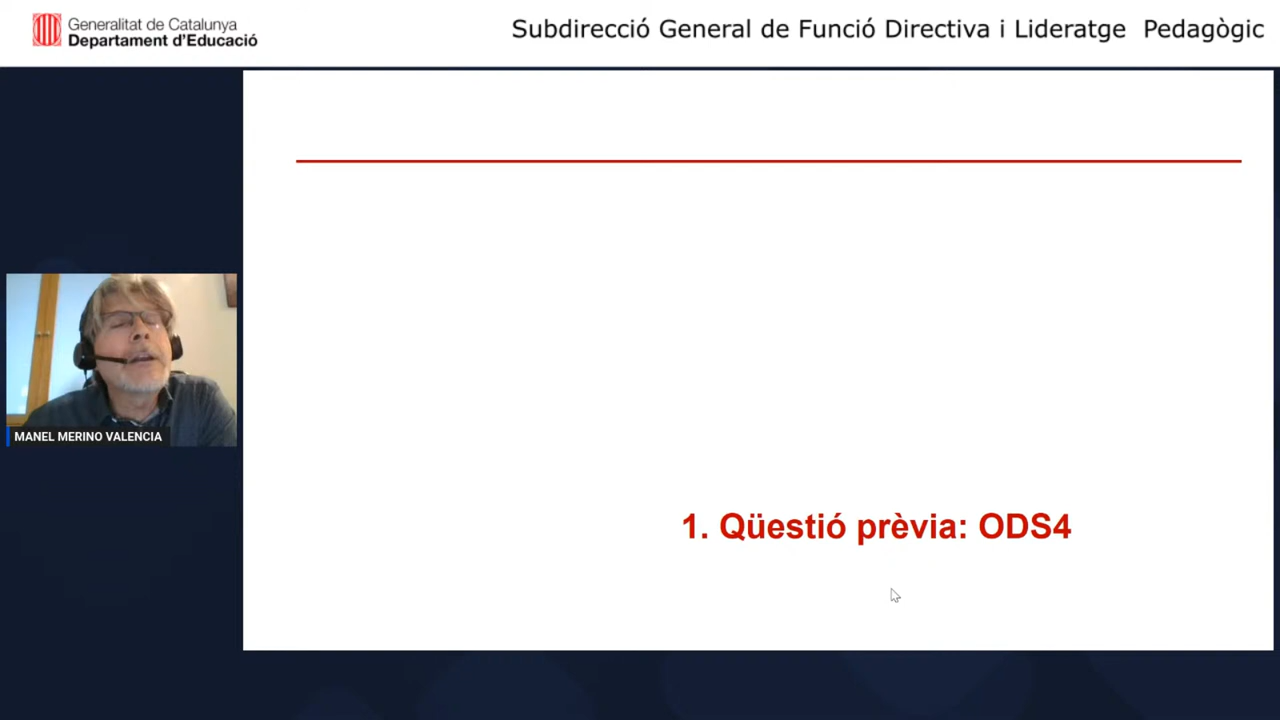 Generalitat de Catalunya
Departament d'Educació
Subdirecció General de Funció Directiva i Lideratge Pedagògic
MANEL MERINO VALENCIA
1. Qüestió prèvia: ODS4